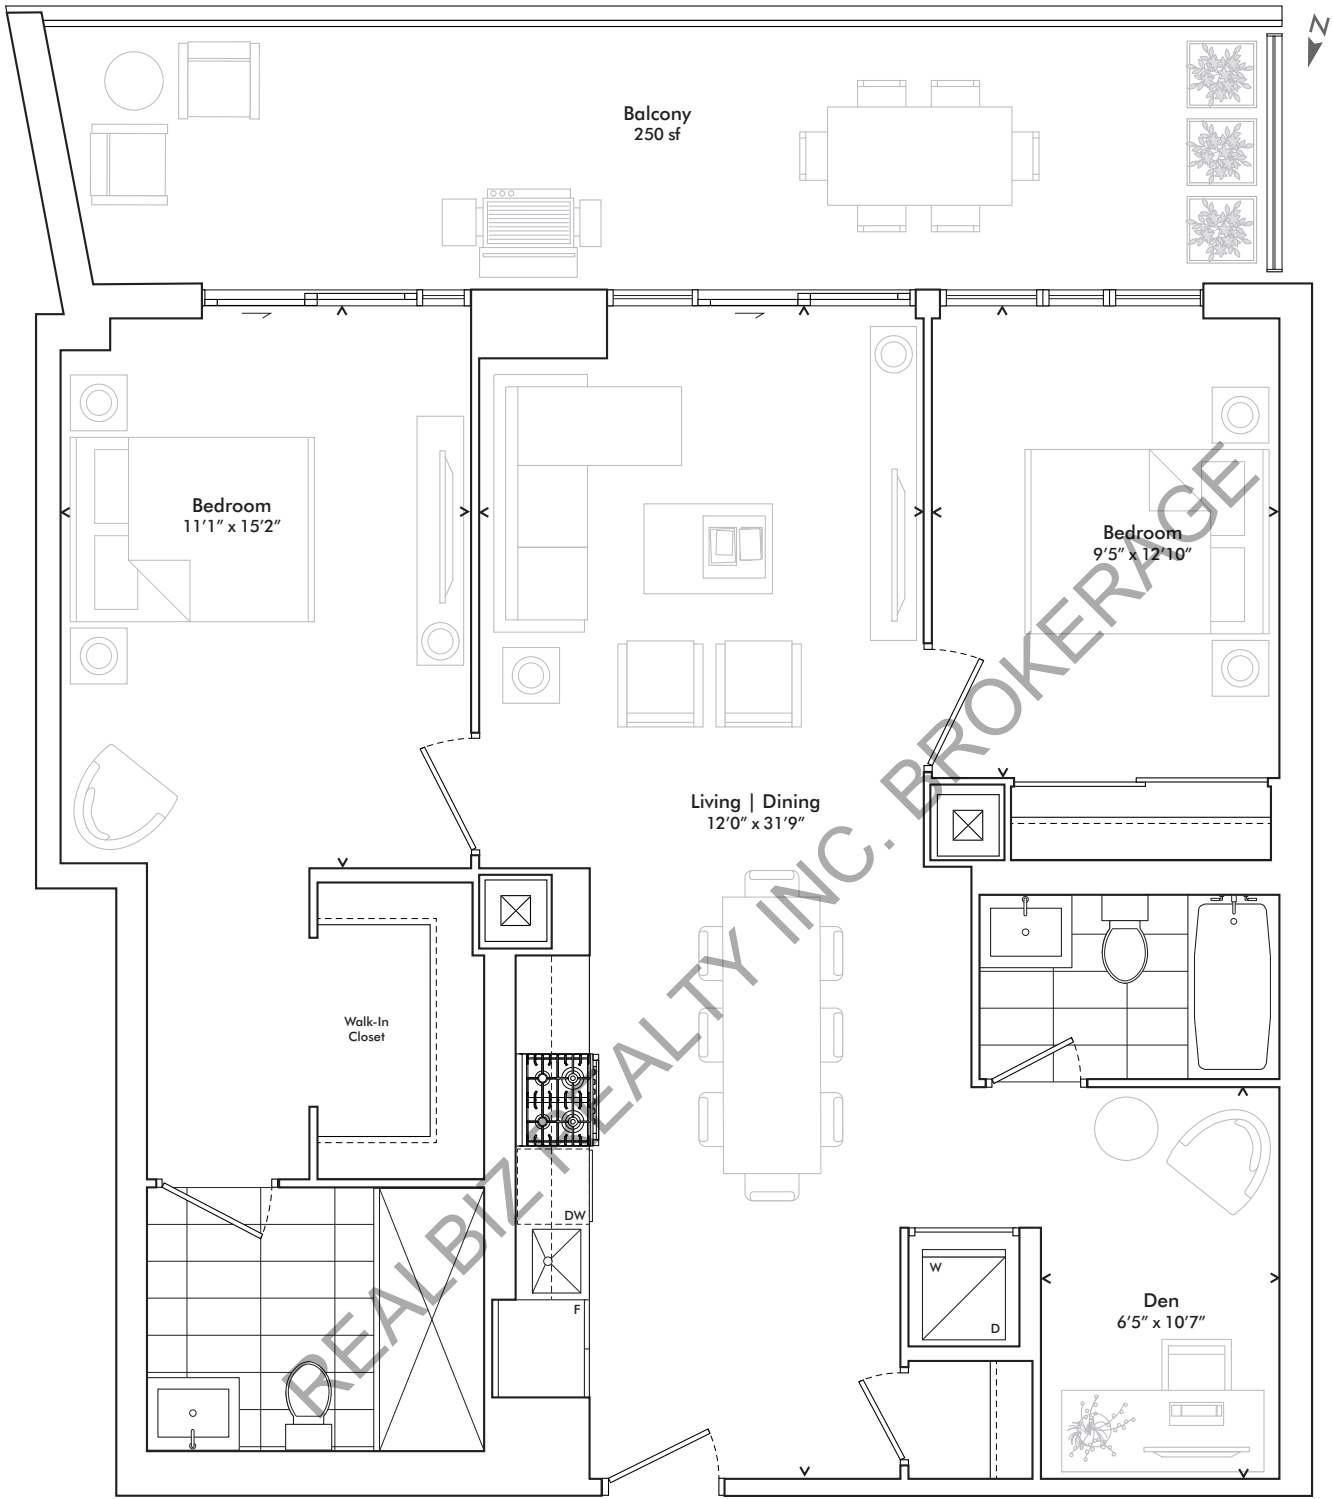 N
Balcony
250 sf
Bedroom
11'1" x 15'2"
Bedroom
9'5" x 12'10"
Living | Dining
12'0" x 31'9"
Walk-In
Closet
DW
F
W
D
Den
6'5" x 10'7"
REALBIZ REALTY INC. BROKERAGE